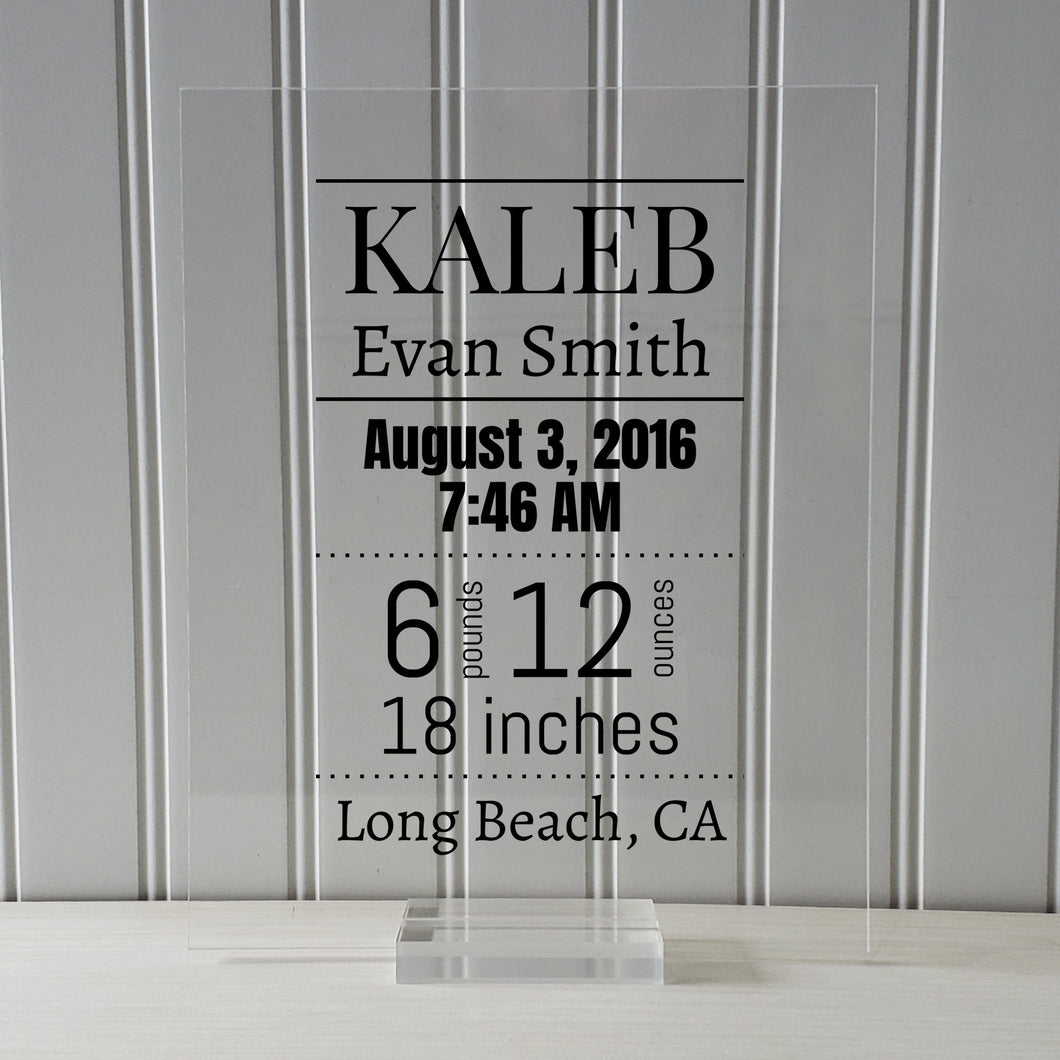 KALEB
Evan Smith
August 3, 2016
7:46 AM
6 pounds 12 ounces
18 inches
Long Beach, CA